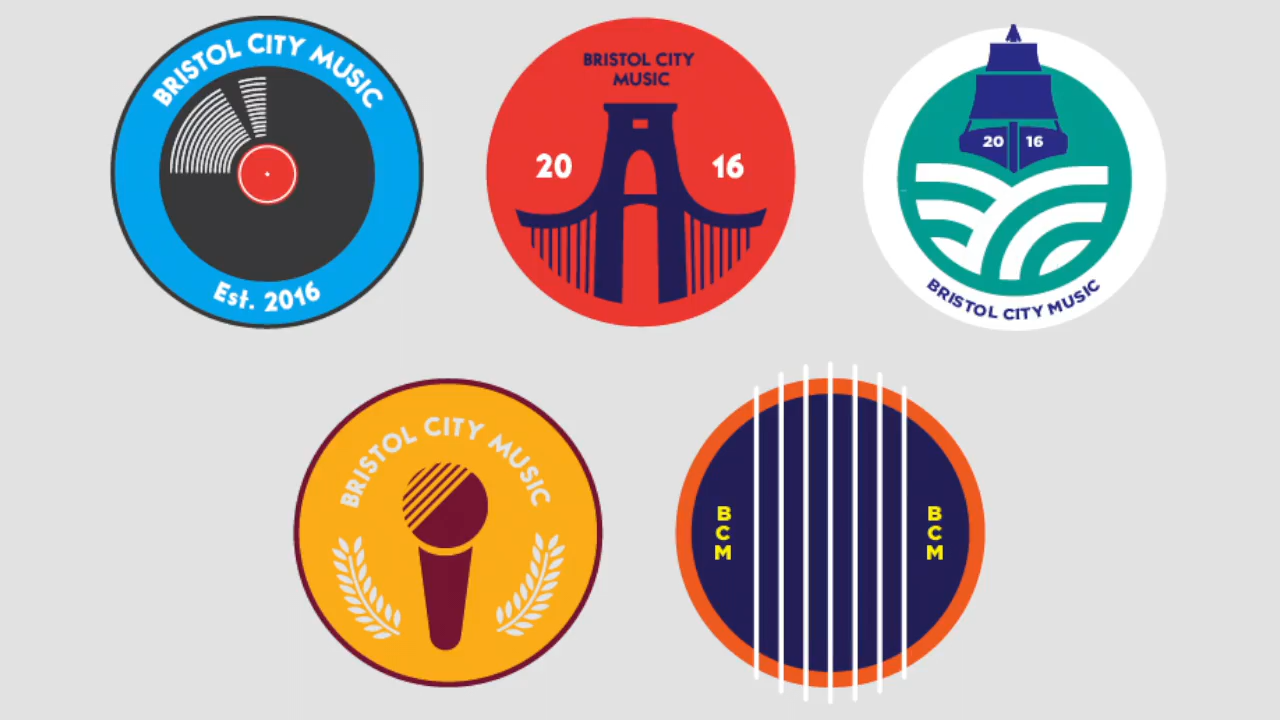 BRISTOL CITY MUSIC
Est. 2016
BRISTOL CITY
MUSIC
20 16
20 16
BRISTOL CITY MUSIC
BRISTOL CITY MUSIC
B
C
M
B
C
M